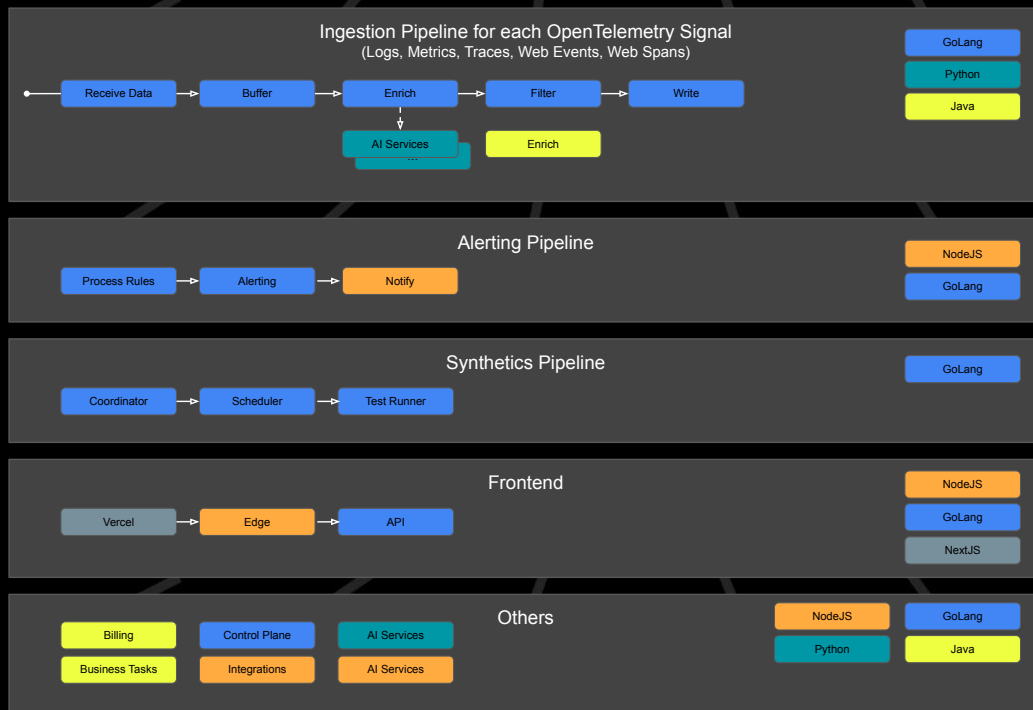 Ingestion Pipeline for each OpenTelemetry Signal
(Logs, Metrics, Traces, Web Events, Web Spans)
GoLang
Python
Java
Receive Data
Buffer
Enrich
Filter
Write
AI Services
...
Enrich
Alerting Pipeline
NodeJS
GoLang
Process Rules
Alerting
Notify
Synthetics Pipeline
GoLang
Coordinator
Scheduler
Test Runner
Frontend
NodeJS
GoLang
NextJS
Vercel
Edge
API
Others
NodeJS
GoLang
Python
Java
Billing
Control Plane
AI Services
Business Tasks
Integrations
AI Services